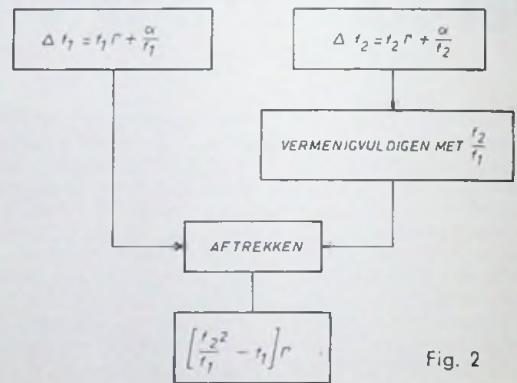 Δ f₁ = f₁ r + α/f₁
Δ f₂ = f₂ r + α/f₂
VERMENIGVULDIGEN MET f₂/f₁
AFTREKKEN
[f₂²/f₁ - f₁] r
Fig. 2